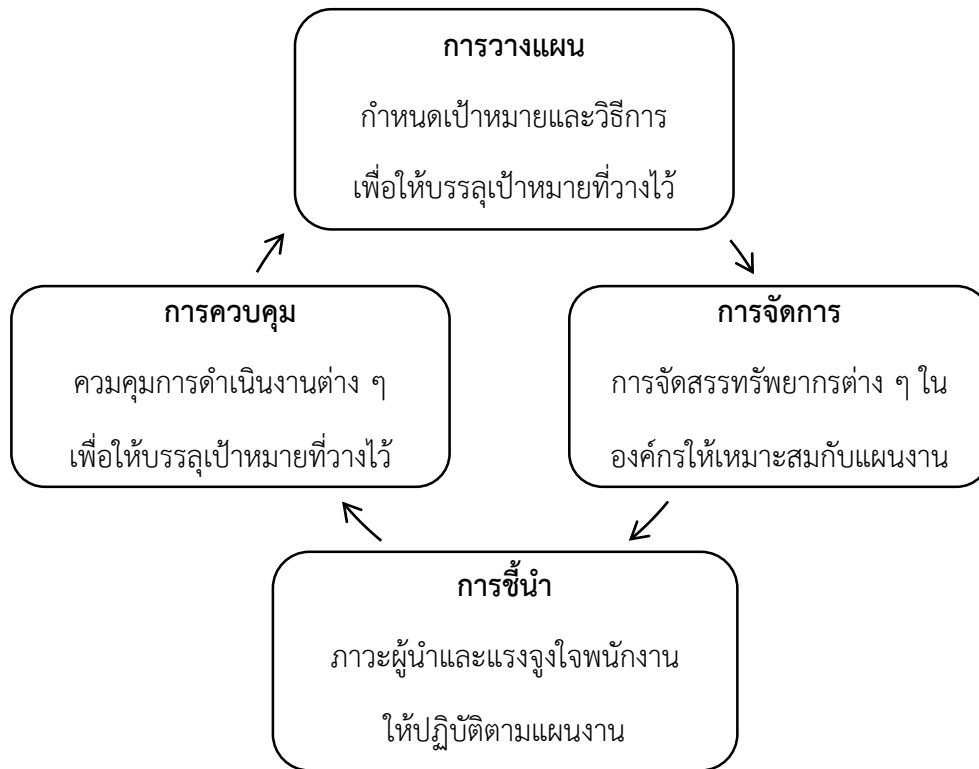 การวางแผน
กำหนดเป้าหมายและวิธีการ
เพื่อให้บรรลุเป้าหมายที่วางไว้
การควบคุม
ควมคุมการดำเนินงานต่าง ๆ
เพื่อให้บรรลุเป้าหมายที่วางไว้
การจัดการ
การจัดสรรทรัพยากรต่าง ๆ ใน
องค์กรให้เหมาะสมกับแผนงาน
การชี้นำ
ภาวะผู้นำและแรงจูงใจพนักงาน
ให้ปฏิบัติตามแผนงาน